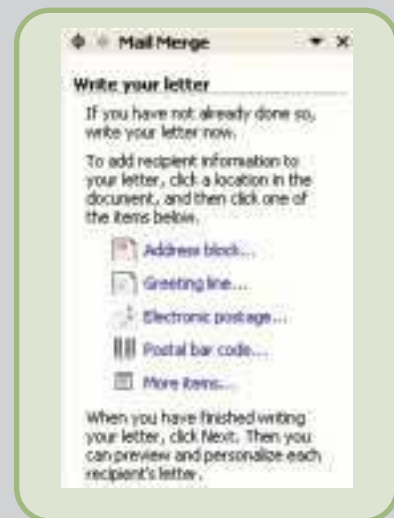 Mail Merge
Write your letter
If you have not already done so,
write your letter now.
To add recipient information to
your letter, click a location in the
document, and then click one of
the items below.
Address block...
Greeting line...
Electronic postage...
Postal bar code...
More items...
When you have finished writing
your letter, click Next. Then you
can preview and personalize each
recipient's letter.